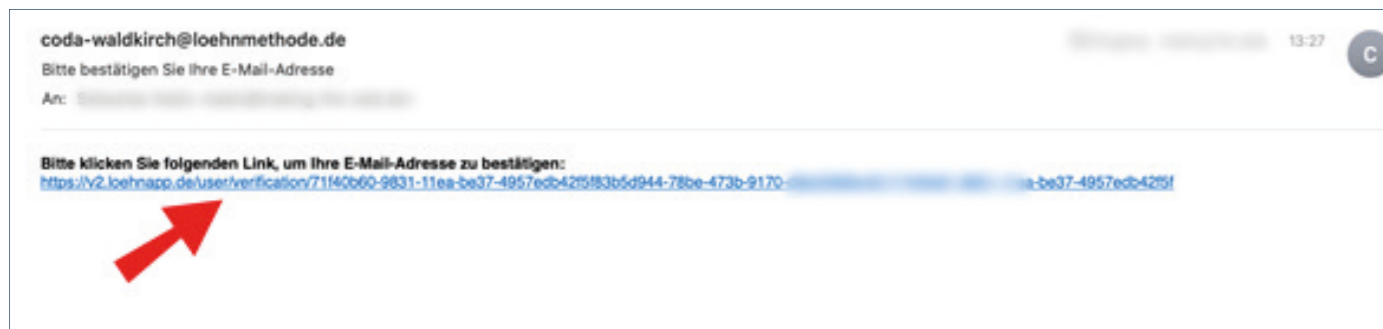 coda-waldkirch@loehnmethode.de
13:27
C
Bitte bestätigen Sie Ihre E-Mail-Adresse
An:
Bitte klicken Sie folgenden Link, um Ihre E-Mail-Adresse zu bestätigen:
https://v2.loehnapp.de/user/verification/71f40b60-9831-11ea-be37-4957edb42f5f83b5d944-78be-473b-9170- a-be37-4957edb42f5f